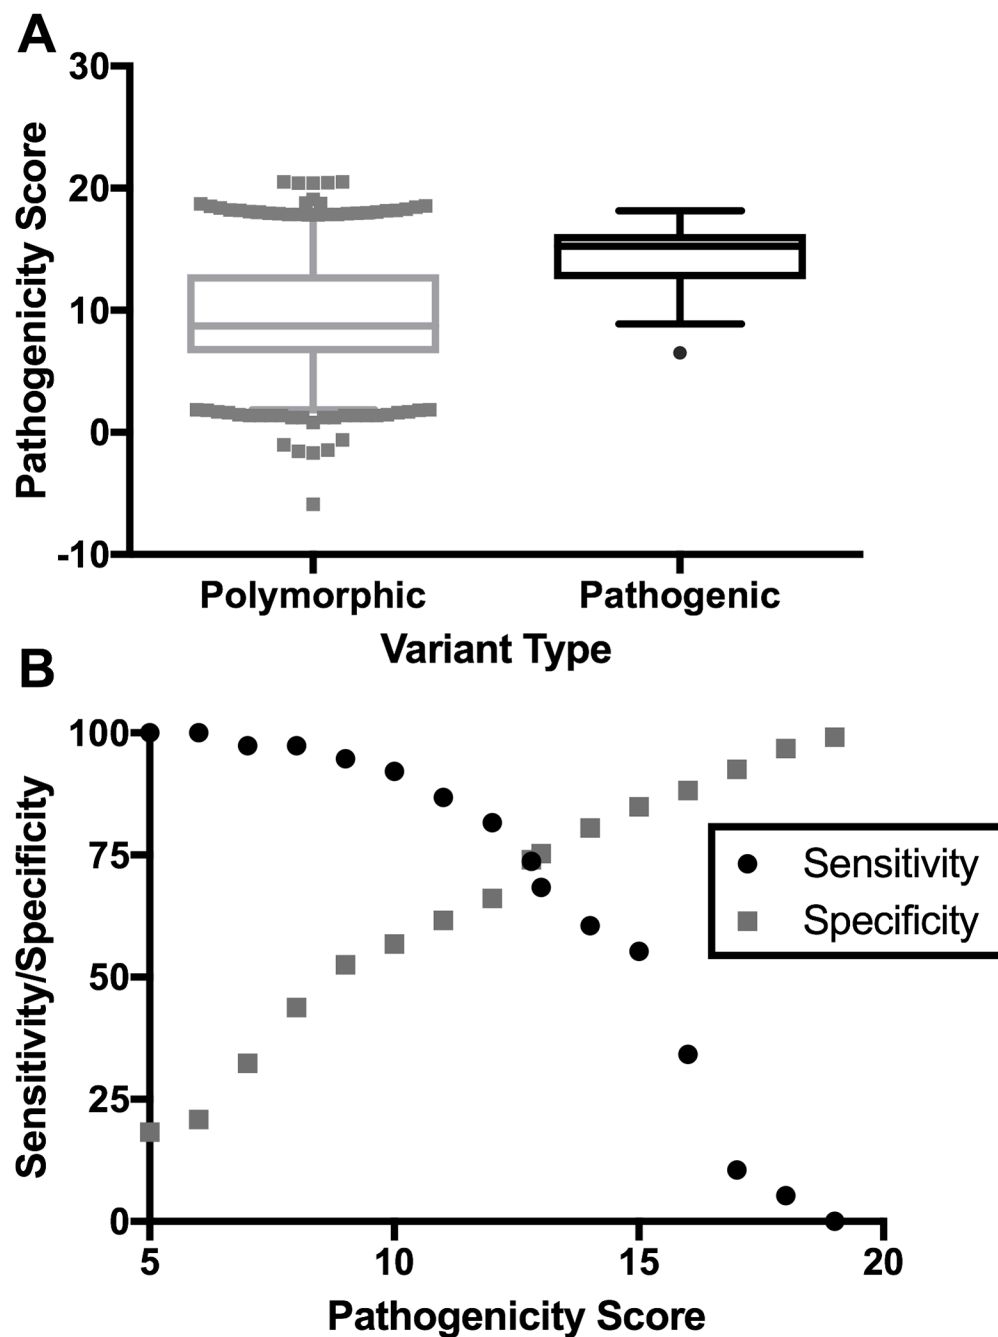 A
Pathogenicity Score
30
20
10
0
-10
Polymorphic Pathogenic
Variant Type
B
Sensitivity/Specificity
100
75
50
25
0
Sensitivity
Specificity
5 10 15 20
Pathogenicity Score